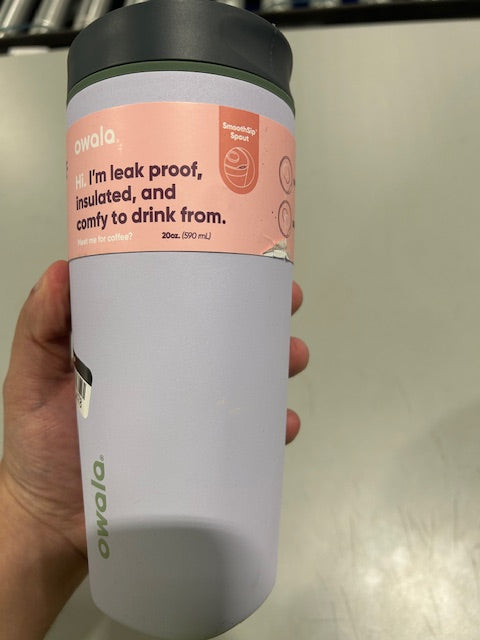 owala®
SmoothSip™
Spout
Hi. I'm leak proof,
insulated, and
comfy to drink from.
Meet me for coffee?
20oz. (590 mL)
owala®